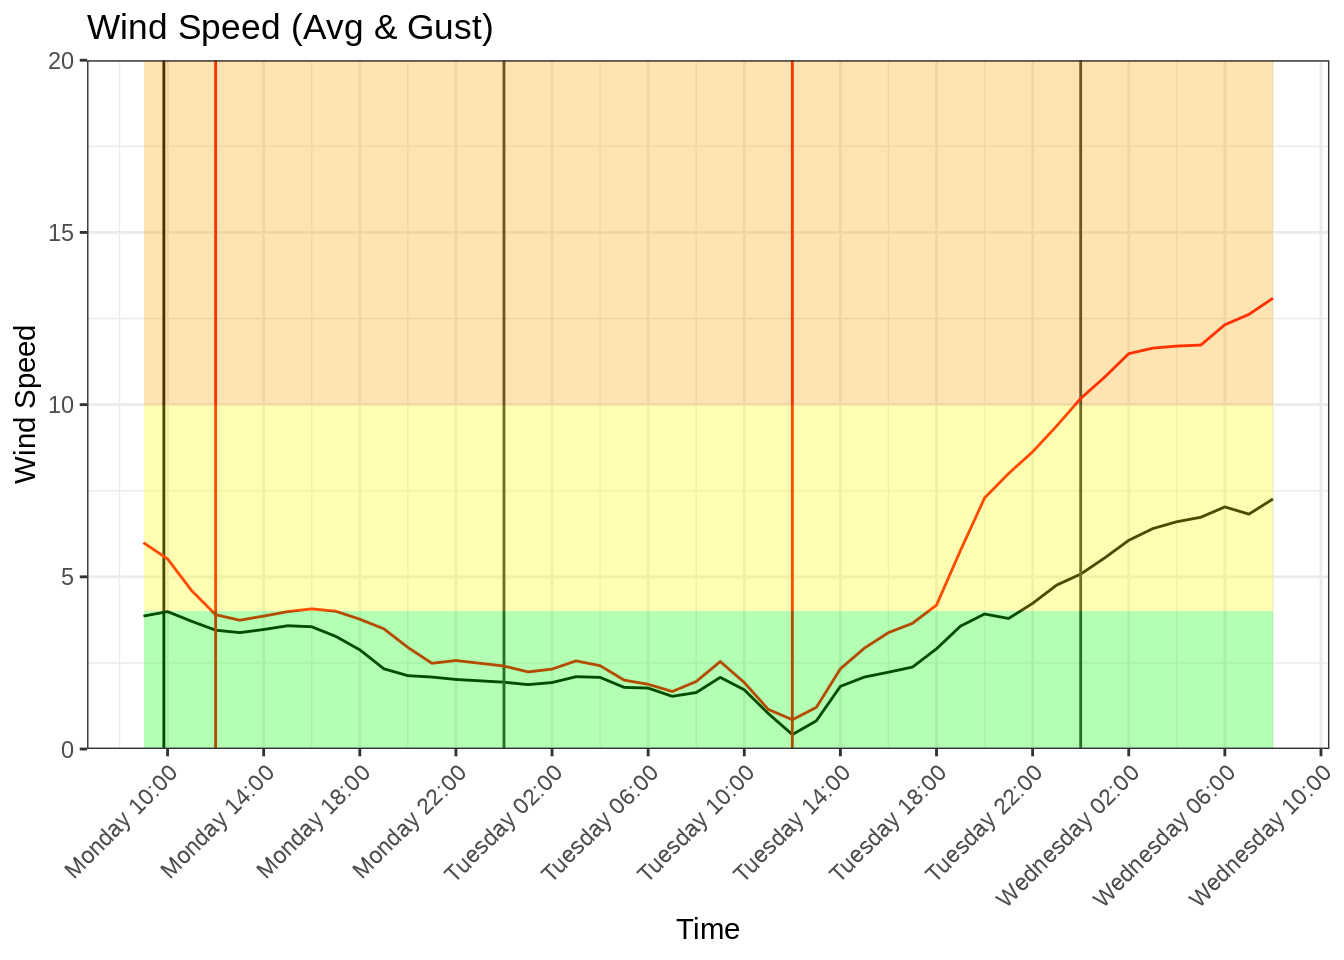 Wind Speed (Avg & Gust)
20
15
10
5
0
Wind Speed
Monday 10:00
Monday 14:00
Monday 18:00
Monday 22:00
Tuesday 02:00
Tuesday 06:00
Tuesday 10:00
Tuesday 14:00
Tuesday 18:00
Tuesday 22:00
Wednesday 02:00
Wednesday 06:00
Wednesday 10:00
Time